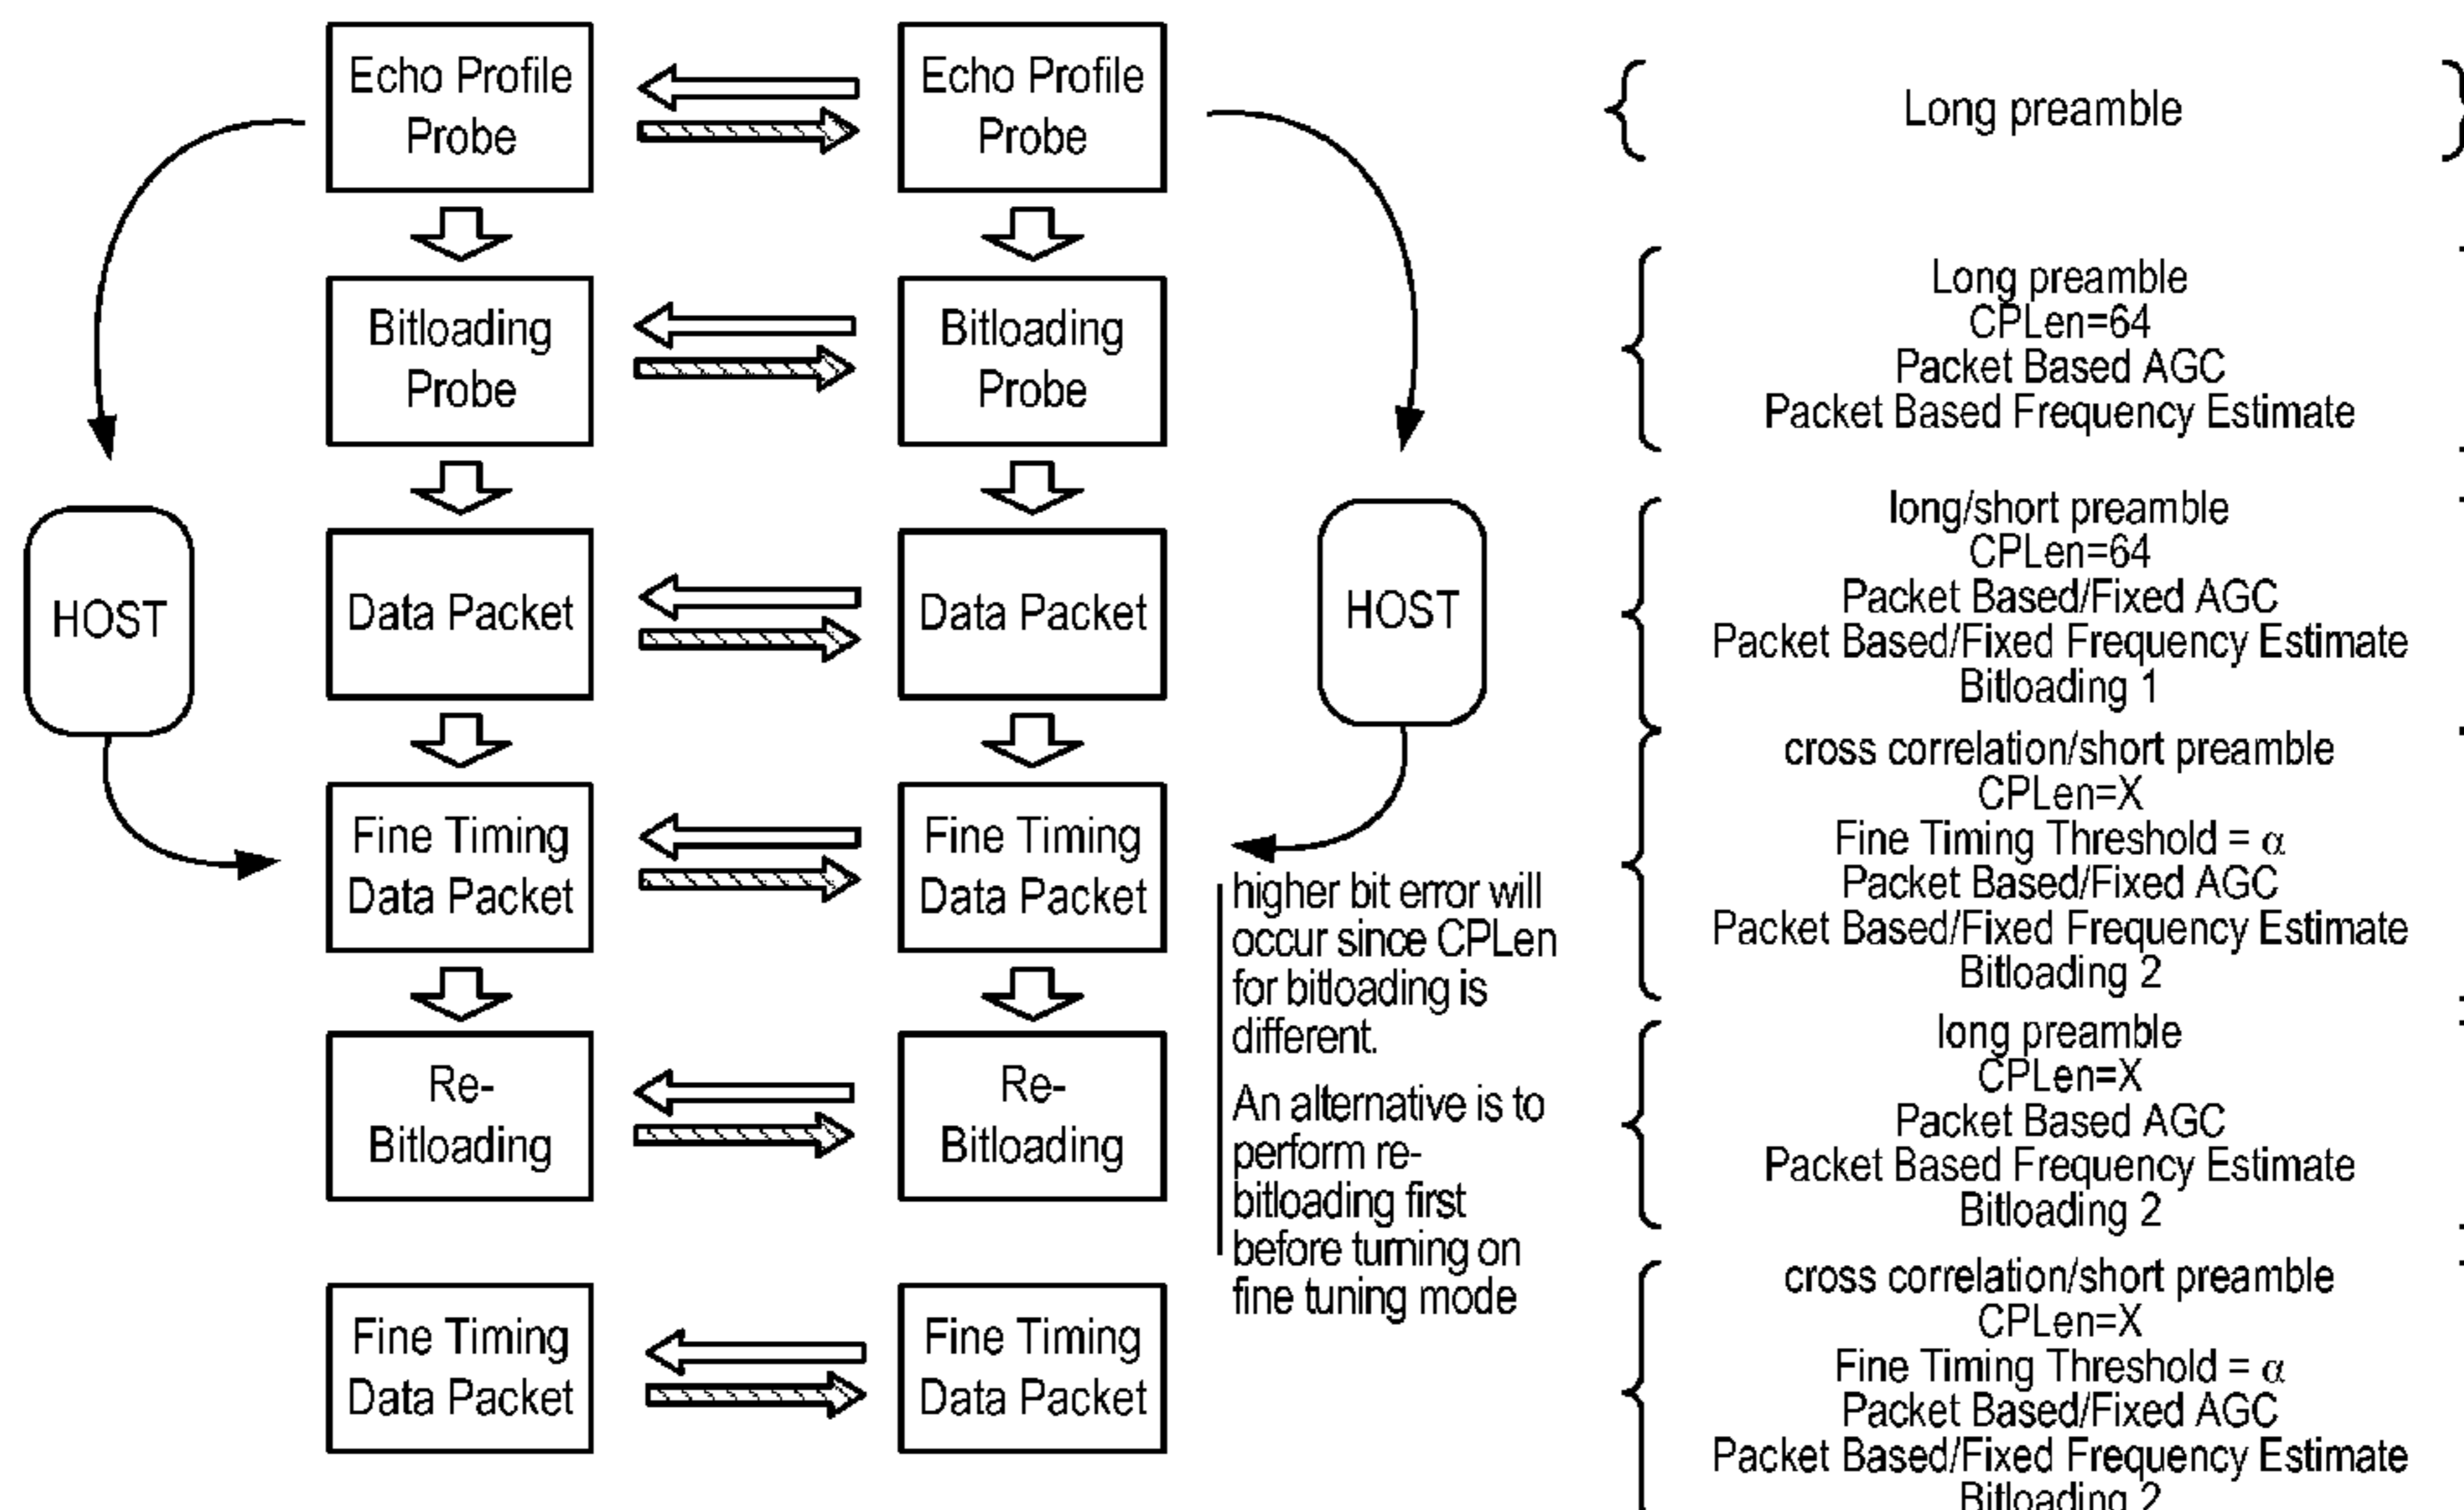 Echo Profile
Probe
Echo Profile
Probe
Long preamble
Bitloading
Probe
Bitloading
Probe
Long preamble
CPLen=64
Packet Based AGC
Packet Based Frequency Estimate
HOST
Data Packet
Data Packet
HOST
long/short preamble
CPLen=64
Packet Based/Fixed AGC
Packet Based/Fixed Frequency Estimate
Bitloading 1
Fine Timing
Data Packet
Fine Timing
Data Packet
cross correlation/short preamble
CPLen=X
Fine Timing Threshold = α
Packet Based/Fixed AGC
Packet Based/Fixed Frequency Estimate
Bitloading 2
higher bit error will
occur since CPLen
for bitloading is
different.
An alternative is to
perform re-
bitloading first
before turning on
fine tuning mode
Re-
Bitloading
Re-
Bitloading
long preamble
CPLen=X
Packet Based AGC
Packet Based Frequency Estimate
Bitloading 2
Fine Timing
Data Packet
Fine Timing
Data Packet
cross correlation/short preamble
CPLen=X
Fine Timing Threshold = α
Packet Based/Fixed AGC
Packet Based/Fixed Frequency Estimate
Bitloading 2